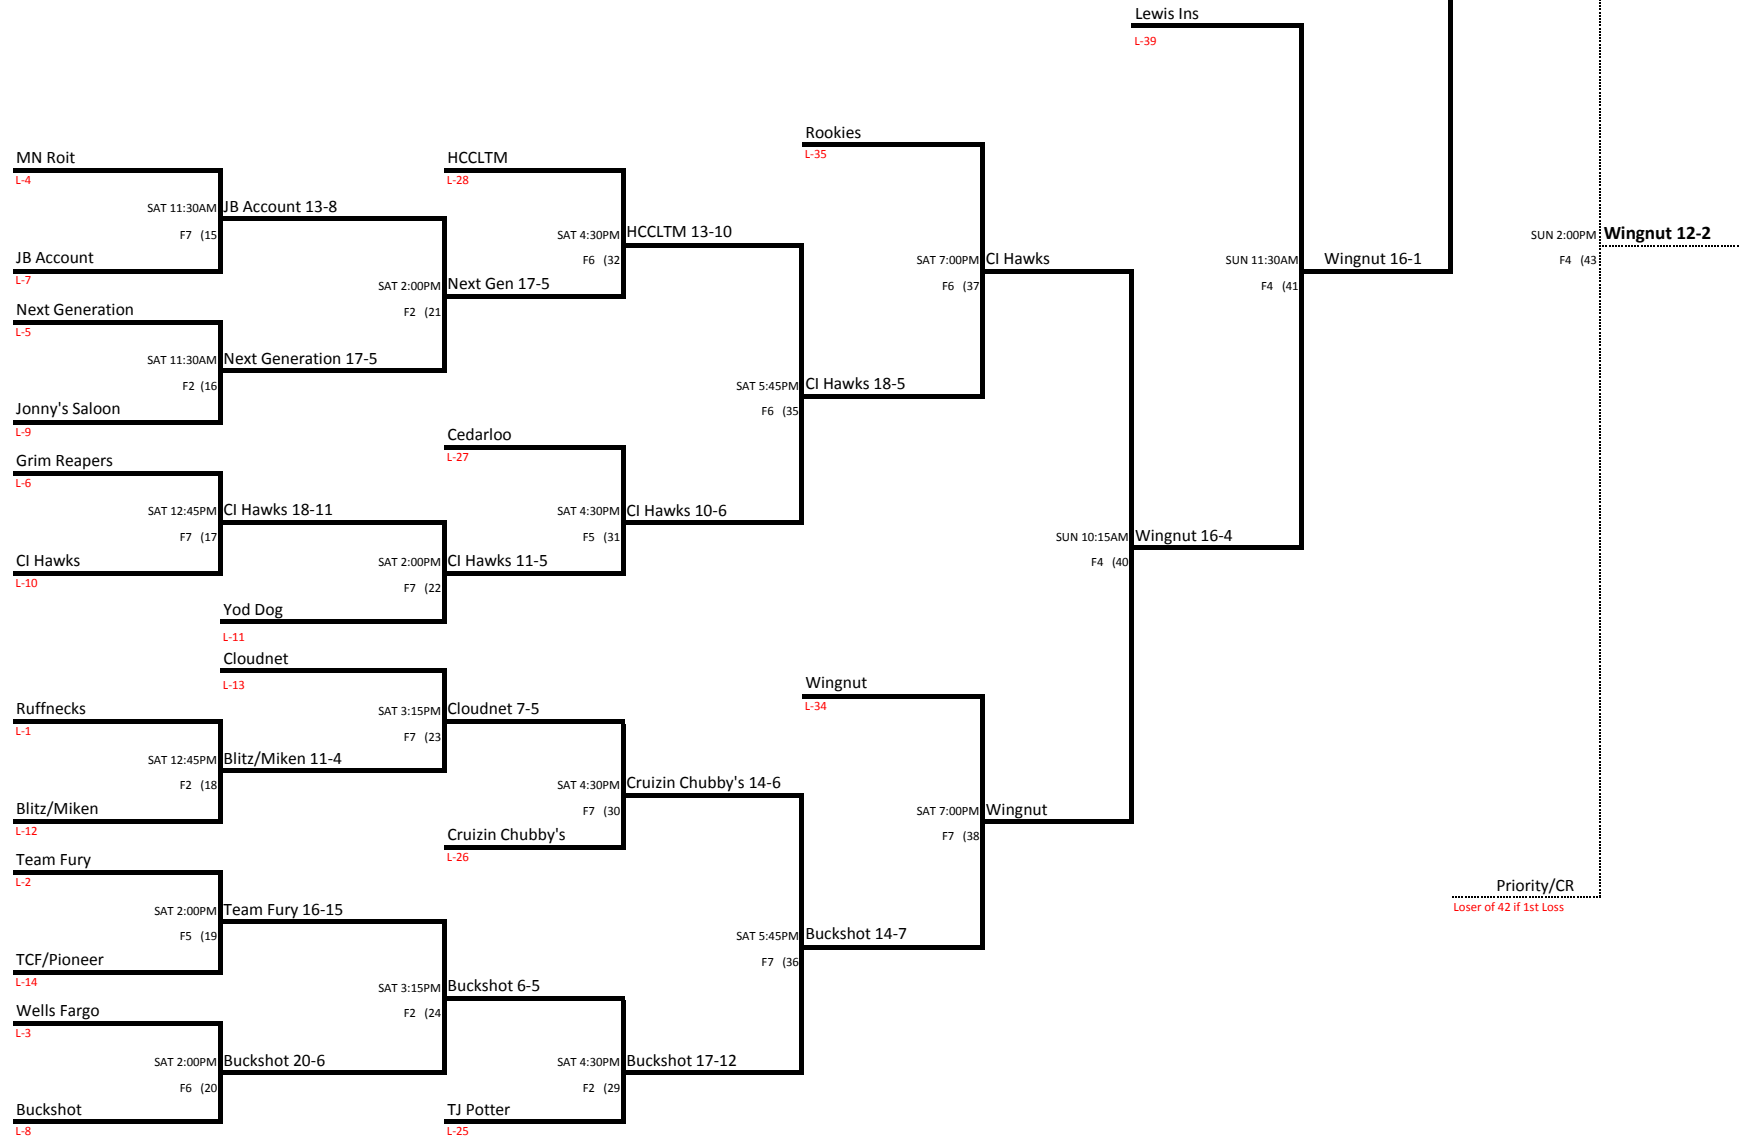 Lewis Ins
L-39
Rookies
L-35
MN Roit
L-4
HCCLTM
L-28
SAT 11:30AM JB Account 13-8
F7 (15
SAT 4:30PM HCCLTM 13-10
F6 (32
SUN 2:00PM Wingnut 12-2
F4 (43
JB Account
L-7
SAT 7:00PM CI Hawks
F6 (37
SUN 11:30AM Wingnut 16-1
F4 (41
SAT 2:00PM Next Gen 17-5
F2 (21
Next Generation
L-5
SAT 11:30AM Next Generation 17-5
F2 (16
SAT 5:45PM CI Hawks 18-5
F6 (35
Jonny's Saloon
L-9
Cedarloo
L-27
Grim Reapers
L-6
SAT 12:45PM CI Hawks 18-11
F7 (17
SAT 4:30PM CI Hawks 10-6
F5 (31
SUN 10:15AM Wingnut 16-4
F4 (40
CI Hawks
L-10
SAT 2:00PM CI Hawks 11-5
F7 (22
Yod Dog
L-11
Cloudnet
L-13
Wingnut
L-34
Ruffnecks
L-1
SAT 3:15PM Cloudnet 7-5
F7 (23
SAT 12:45PM Blitz/Miken 11-4
F2 (18
SAT 4:30PM Cruizin Chubby's 14-6
F7 (30
Blitz/Miken
L-12
SAT 7:00PM Wingnut
F7 (38
Cruizin Chubby's
L-26
Team Fury
L-2
Priority/CR
Loser of 42 if 1st Loss
SAT 2:00PM Team Fury 16-15
F5 (19
SAT 5:45PM Buckshot 14-7
F7 (36
TCF/Pioneer
L-14
SAT 3:15PM Buckshot 6-5
F2 (24
Wells Fargo
L-3
SAT 2:00PM Buckshot 20-6
F6 (20
SAT 4:30PM Buckshot 17-12
F2 (29
Buckshot
L-8
TJ Potter
L-25